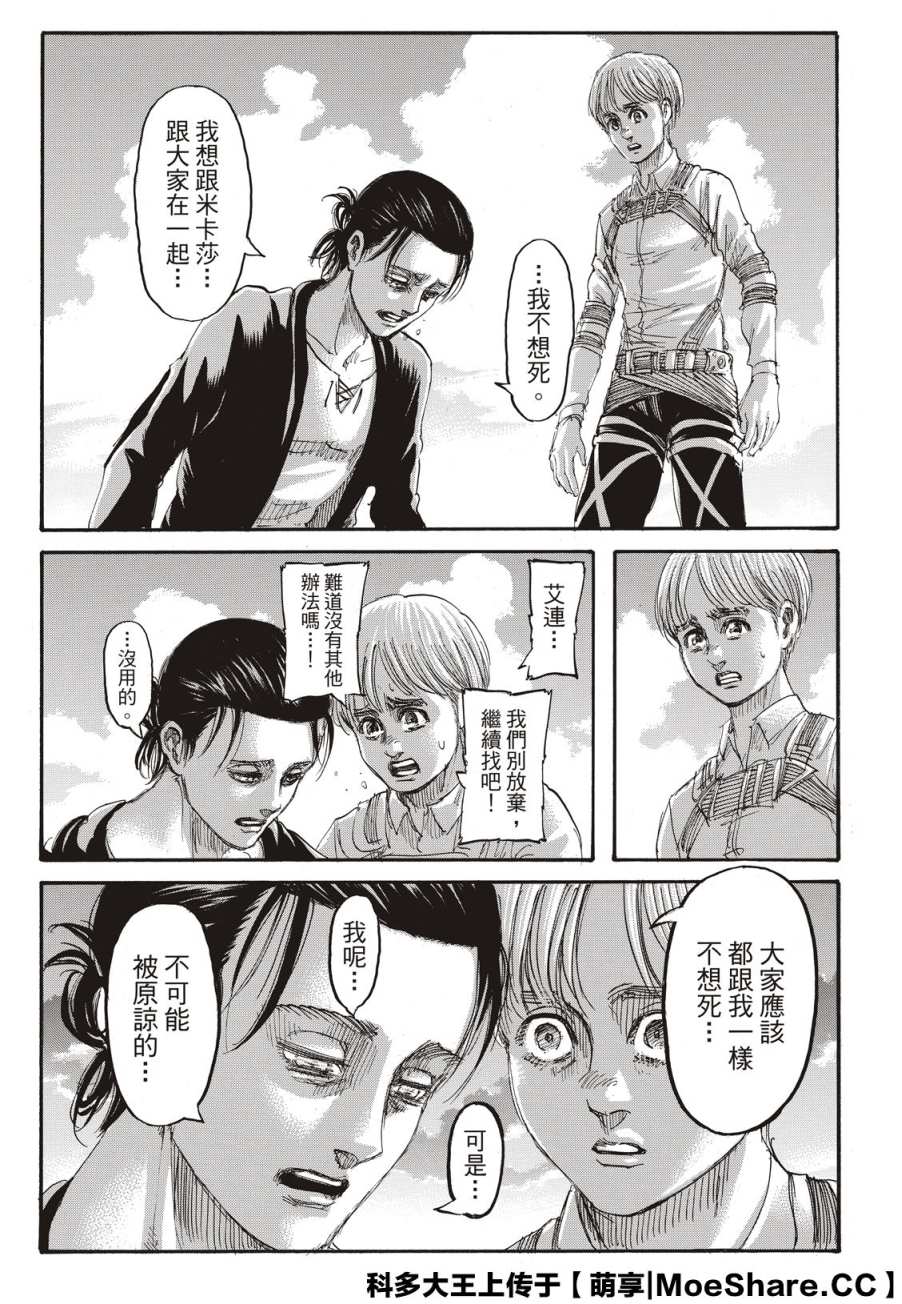 …我不想死。
我想跟米卡莎…
跟大家在一起…
艾連…
我們別放棄，
繼續找吧！
難道沒有其他
辦法嗎…！
…沒用的。
大家應該
都跟我一樣
不想死…
可是…
我呢…
不可能
被原諒的…
科多大王上传于【 萌享|MoeShare.CC】